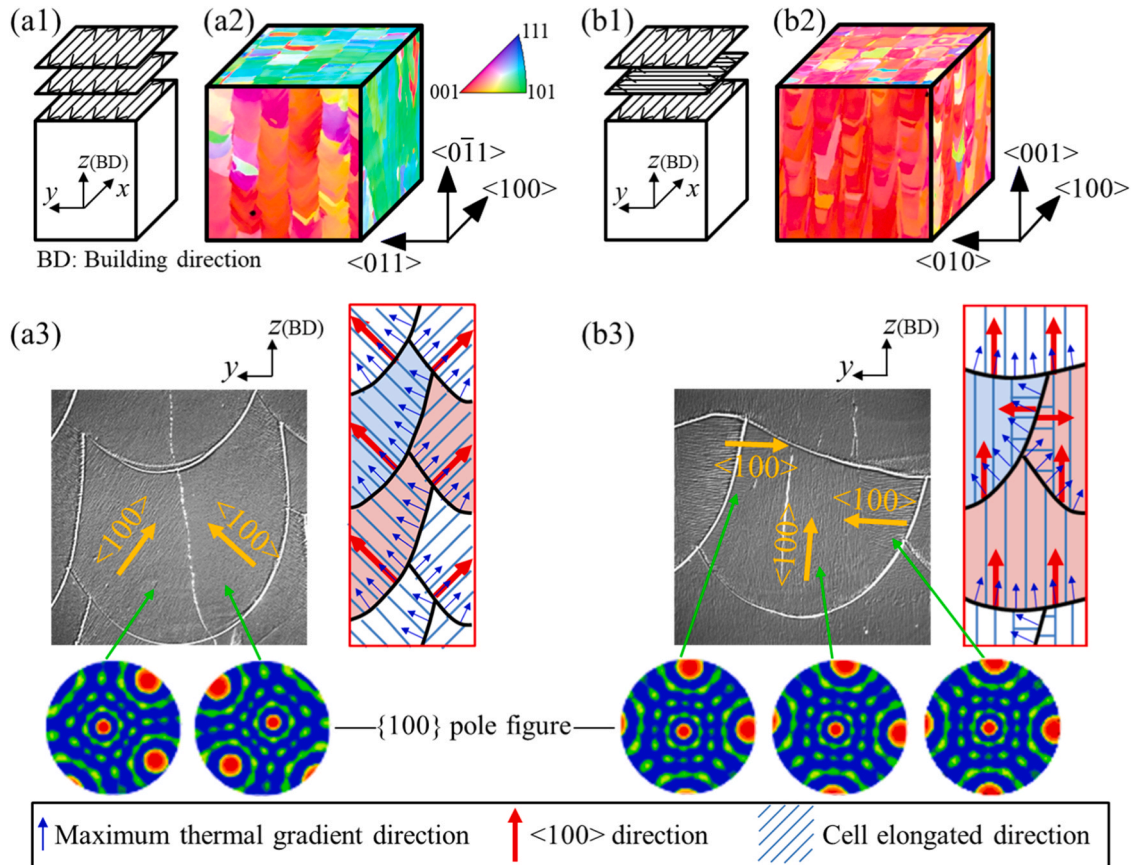 (a1)
(a2)
111
001
101
(b1)
(b2)
z(BD)
y
x
<01̄1>
<100>
<011>
BD: Building direction
z(BD)
y
x
<001>
<100>
<010>
(a3)
z(BD)
y
<100>
<100>
(b3)
z(BD)
y
<100>
<100>
<100>
{100} pole figure
Maximum thermal gradient direction
<100> direction
Cell elongated direction